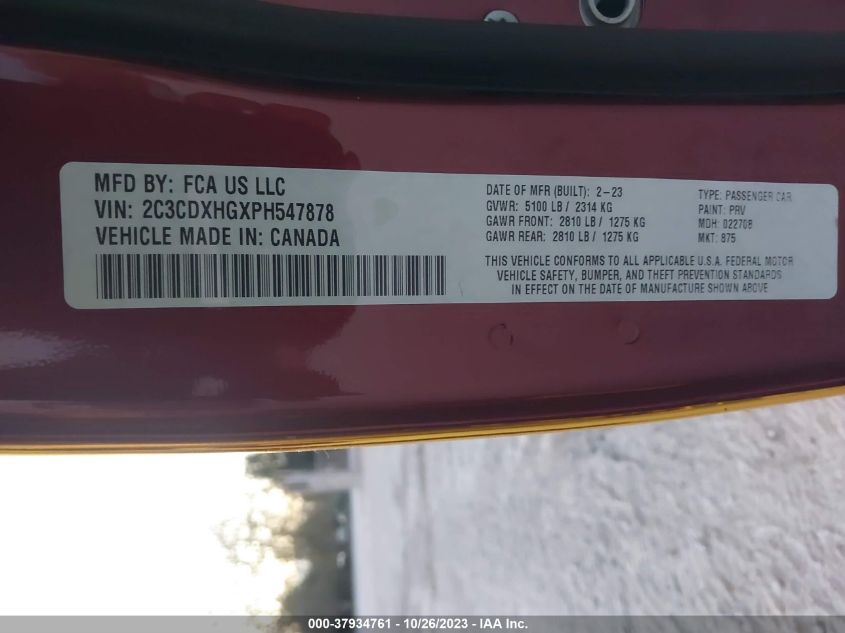 MFD BY: FCA US LLC
VIN: 2C3CDXHGXPH547878
VEHICLE MADE IN: CANADA
DATE OF MFR (BUILT): 2-23
GVWR: 5100 LB / 2314 KG
GAWR FRONT: 2810 LB / 1275 KG
GAWR REAR: 2810 LB / 1275 KG
TYPE: PASSENGER CAR
PAINT: PRV
MDH: 022708
MKT: 875
THIS VEHICLE CONFORMS TO ALL APPLICABLE U.S.A. FEDERAL MOTOR
VEHICLE SAFETY, BUMPER, AND THEFT PREVENTION STANDARDS
IN EFFECT ON THE DATE OF MANUFACTURE SHOWN ABOVE
000-37934761 - 10/26/2023 - IAA Inc.